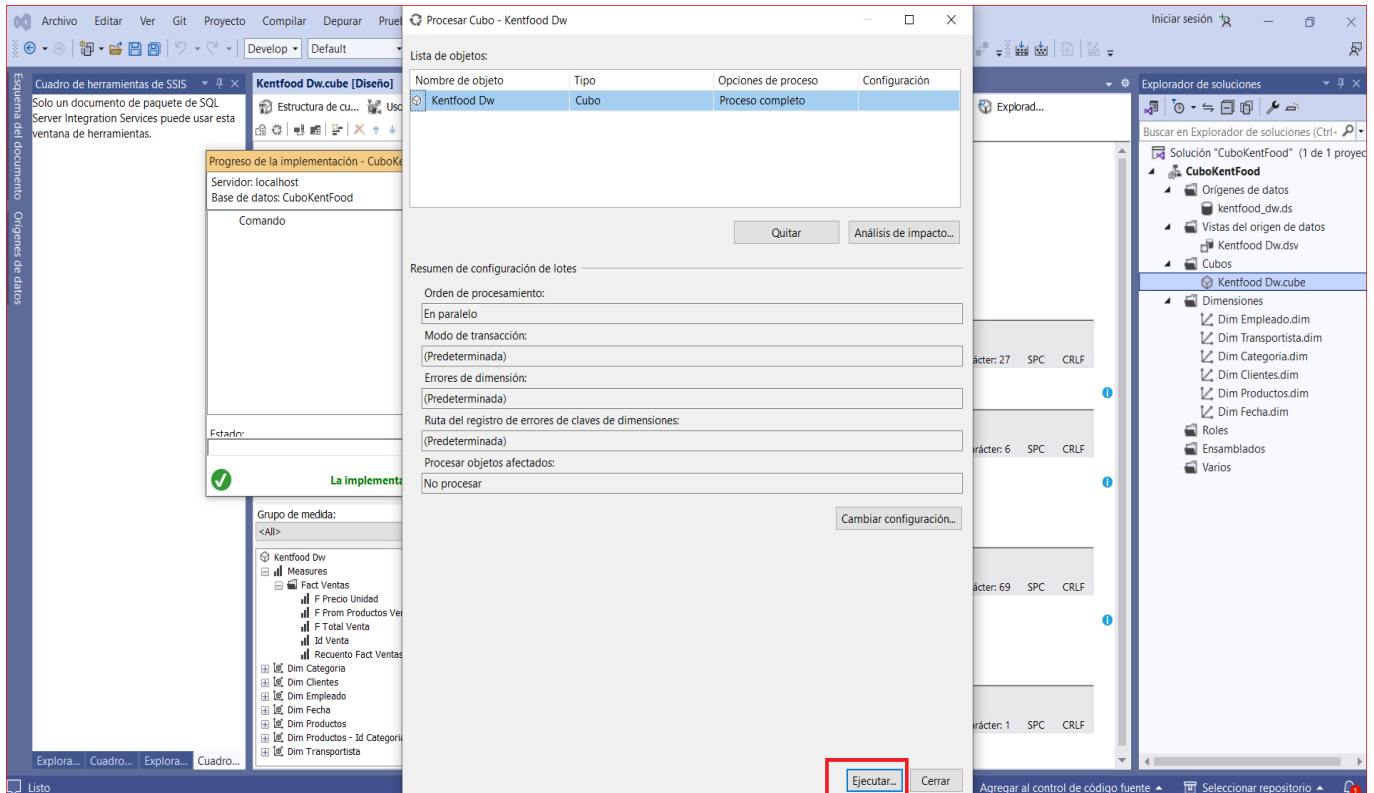 Archivo Editar Ver Git Proyecto Compilar Depurar
Iniciar sesión
Develop Default
Esquema del documento
Orígenes de datos
Cuadro de herramientas de SSIS
Solo un documento de paquete de SQL
Server Integration Services puede usar esta
ventana de herramientas.
Explora... Cuadro... Explora... Cuadro...
Kentfood Dw.cube [Diseño]
Estructura de cu...
Explorad...
Progreso de la implementación -
Servidor: localhost
Base de datos: CuboKentFood
Comando
Estado:
La
Grupo de medida:
<All>
Kentfood Dw
Measures
Fact Ventas
F Precio Unidad
F Prom Productos
F Total Venta
Id Venta
Recuento Fact Ventas
Dim Categoria
Dim Clientes
Dim Empleado
Dim Fecha
Dim Productos
Dim Productos - Id
Dim Transportista
Procesar Cubo - Kentfood Dw
Lista de objetos:
Nombre de objeto Tipo Opciones de proceso Configuración
Kentfood Dw Cubo Proceso completo
Quitar Análisis de impacto...
Resumen de configuración de lotes
Orden de procesamiento:
En paralelo
Modo de transacción:
(Predeterminada)
Errores de dimensión:
(Predeterminada)
Ruta del registro de errores de claves de dimensiones:
(Predeterminada)
Procesar objetos afectados:
No procesar
Cambiar configuración...
Ejecutar... Cerrar
ácter: 27 SPC CRLF
arácter: 6 SPC CRLF
ácter: 69 SPC CRLF
arácter: 1 SPC CRLF
Explorador de soluciones
Buscar en Explorador de soluciones (Ctrl+
Solución "CuboKentFood" (1 de 1 proyec
CuboKentFood
Orígenes de datos
kentfood_dw.ds
Vistas del origen de datos
Kentfood Dw.dsv
Cubos
Kentfood Dw.cube
Dimensiones
Dim Empleado.dim
Dim Transportista.dim
Dim Categoria.dim
Dim Clientes.dim
Dim Productos.dim
Dim Fecha.dim
Roles
Ensamblados
Varios
Listo
Agregar al control de código fuente Seleccionar repositorio 1